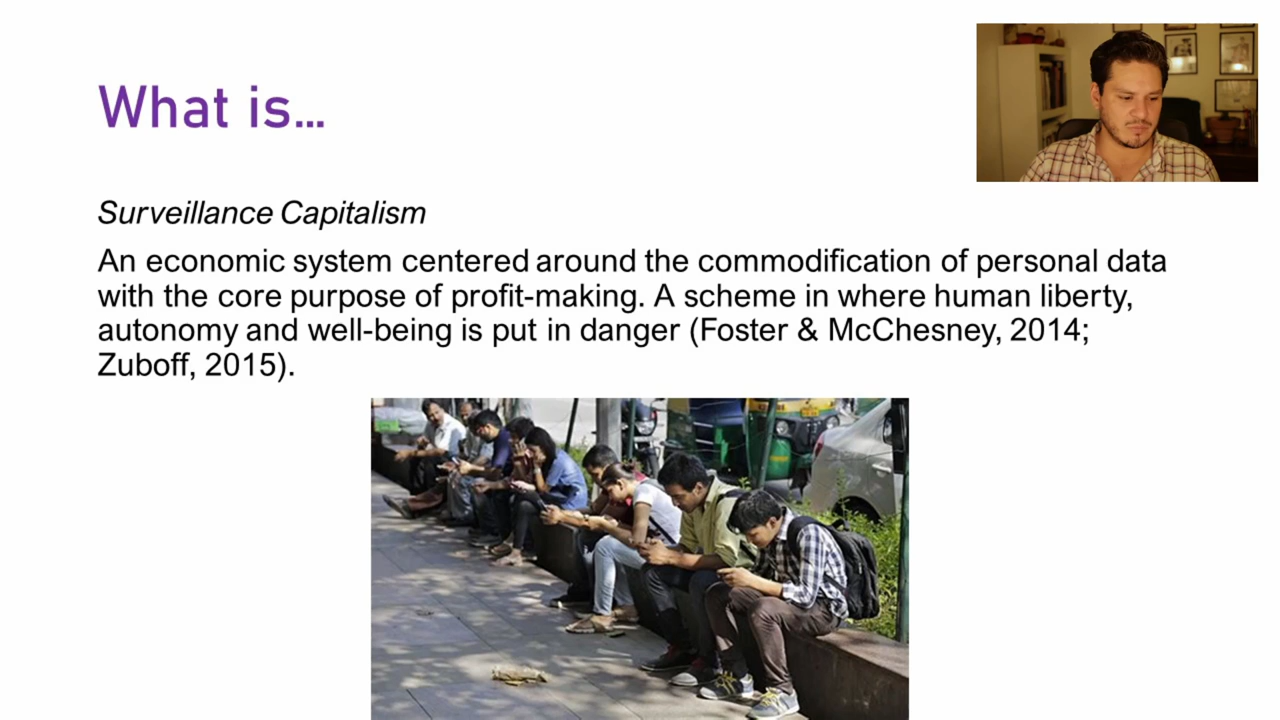 What is...
Surveillance Capitalism
An economic system centered around the commodification of personal data
with the core purpose of profit-making. A scheme in where human liberty,
autonomy and well-being is put in danger (Foster & McChesney, 2014;
Zuboff, 2015).